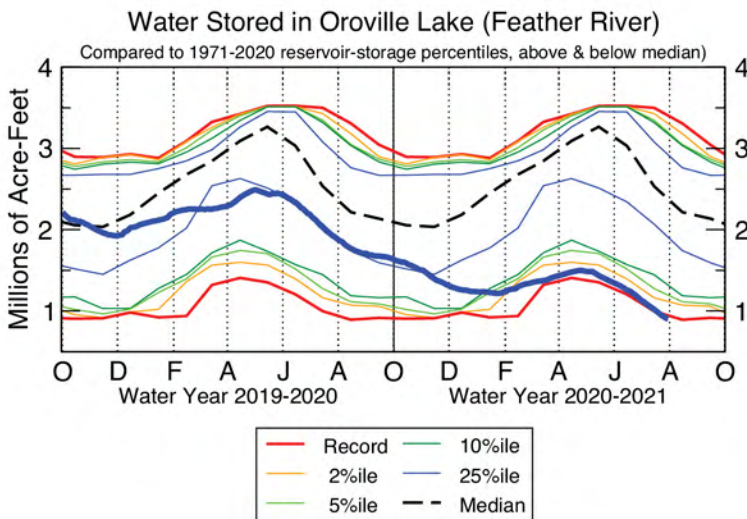 Water Stored in Oroville Lake (Feather River)
Compared to 1971-2020 reservoir-storage percentiles, above & below median)
Millions of Acre-Feet
4
3
2
1
4
3
2
1
O D F A J A O D F A J A O
Water Year 2019-2020 Water Year 2020-2021
Record 10%ile
2%ile 25%ile
5%ile Median